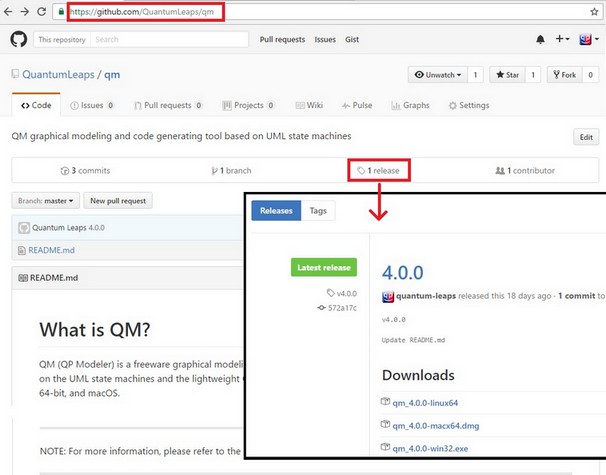 https://github.com/QuantumLeaps/qm
This repository Search Pull requests Issues Gist
QuantumLeaps / qm Unwatch 1 Star 1 Fork 0
Code Issues 0 Pull requests 0 Projects 0 Wiki Pulse Graphs Settings
QM graphical modeling and code generating tool based on UML state machines Edit
3 commits 1 branch 1 release 1 contributor
Branch: master New pull request
Quantum Leaps 4.0.0
README.md
README.md
What is QM?
QM (QP Modeler) is a freeware graphical modeli
on the UML state machines and the lightweight
64-bit, and macOS.
NOTE: For more information, please refer to the
Releases Tags
Latest release
v4.0.0
572a17c
4.0.0
quantum-leaps released this 18 days ago · 1 commit to
v4.0.0
Update README.md
Downloads
qm_4.0.0-linux64
qm_4.0.0-macx64.dmg
qm_4.0.0-win32.exe